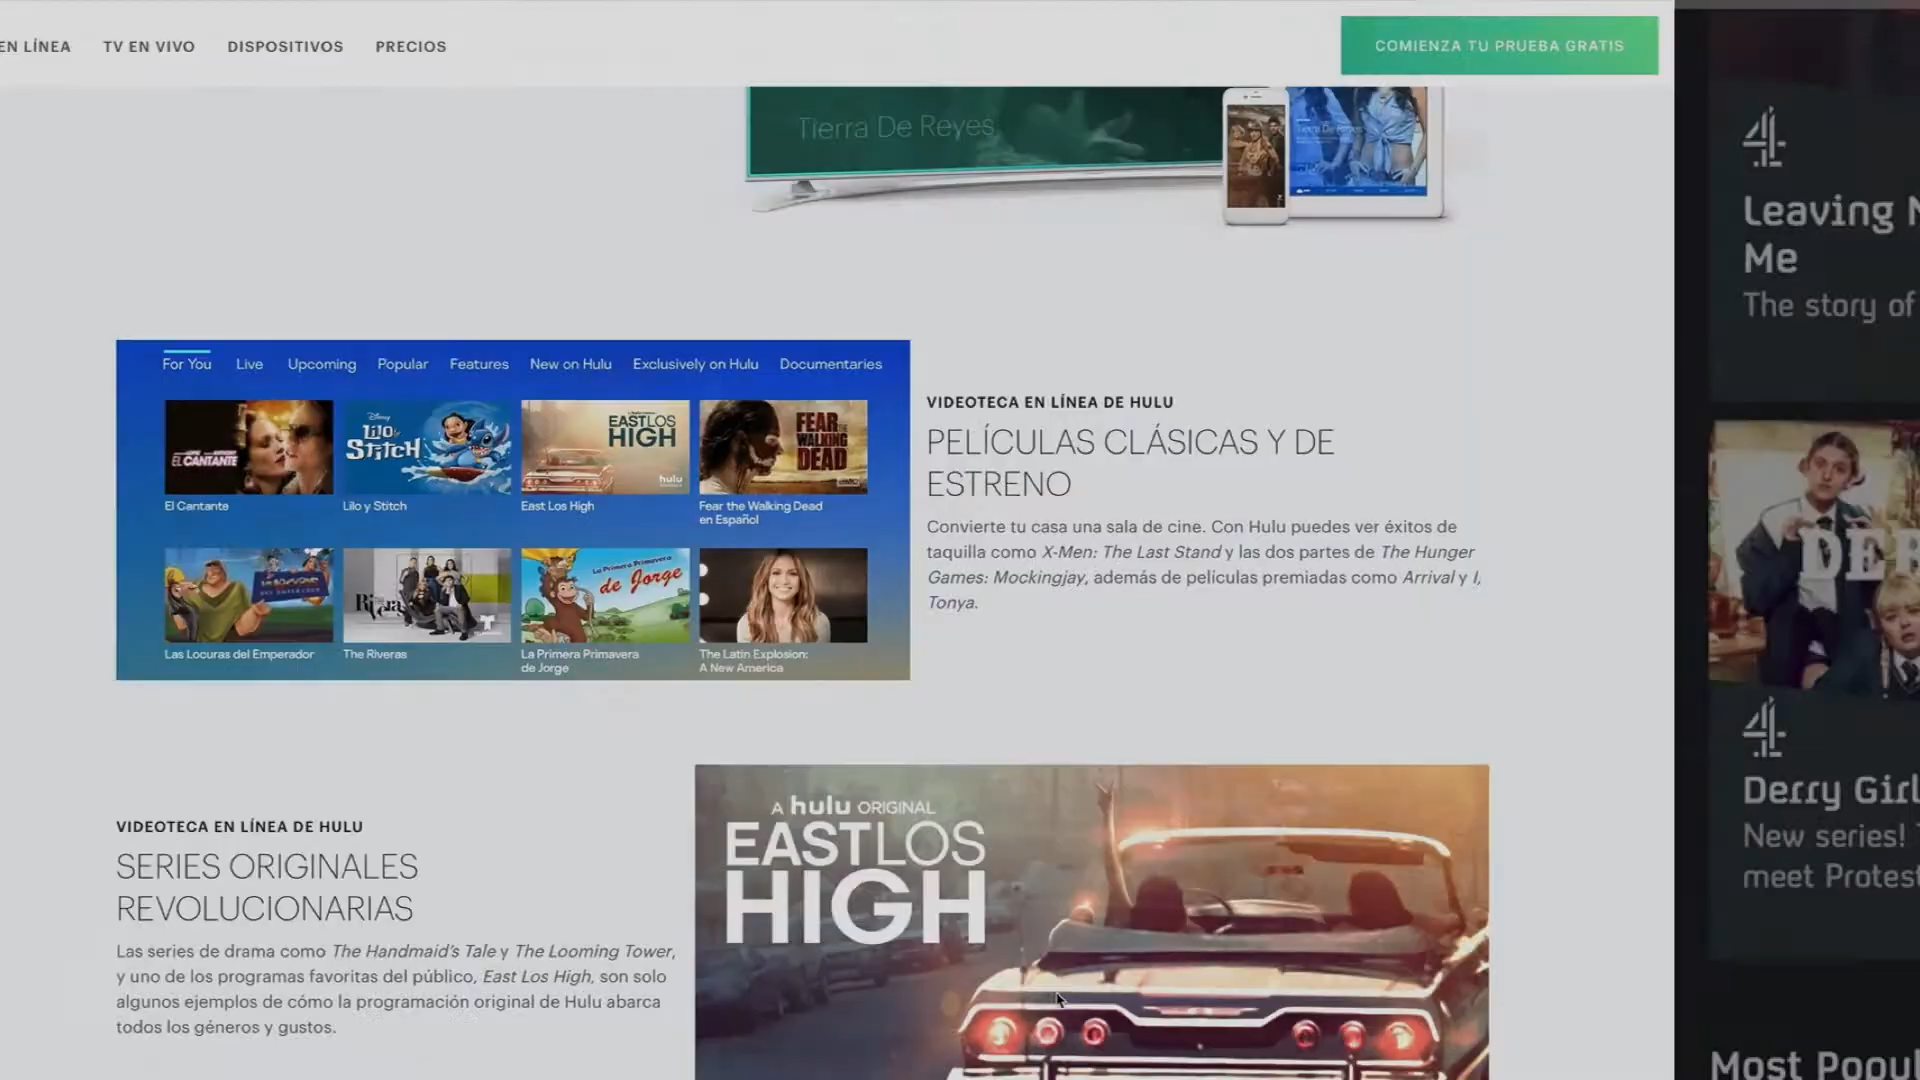 EN LÍNEA TV EN VIVO DISPOSITIVOS PRECIOS
COMIENZA TU PRUEBA GRATIS
Tierra De Reyes
For You Live Upcoming Popular Features New on Hulu Exclusively on Hulu Documentaries
EL CANTANTE
Disney
Lilo & Stitch
EAST LOS
HIGH
hulu
FEAR THE
WALKING
DEAD
El Cantante
Lilo y Stitch
East Los High
Fear the Walking Dead
en Español
La Primera Primavera
de Jorge
Las Locuras del Emperador
The Riveras
La Primera Primavera
de Jorge
The Latin Explosion:
A New America
VIDEOTECA EN LÍNEA DE HULU
PELÍCULAS CLÁSICAS Y DE
ESTRENO
Convierte tu casa una sala de cine. Con Hulu puedes ver éxitos de
taquilla como X-Men: The Last Stand y las dos partes de The Hunger
Games: Mockingjay, además de películas premiadas como Arrival y I,
Tonya.
VIDEOTECA EN LÍNEA DE HULU
SERIES ORIGINALES
REVOLUCIONARIAS
Las series de drama como The Handmaid's Tale y The Looming Tower,
y uno de los programas favoritas del público, East Los High, son solo
algunos ejemplos de cómo la programación original de Hulu abarca
todos los géneros y gustos.
A hulu ORIGINAL
EAST LOS
HIGH
4
Leaving
Me
The story of
4
Derry Girl
New series!
meet Protest
Most Popul